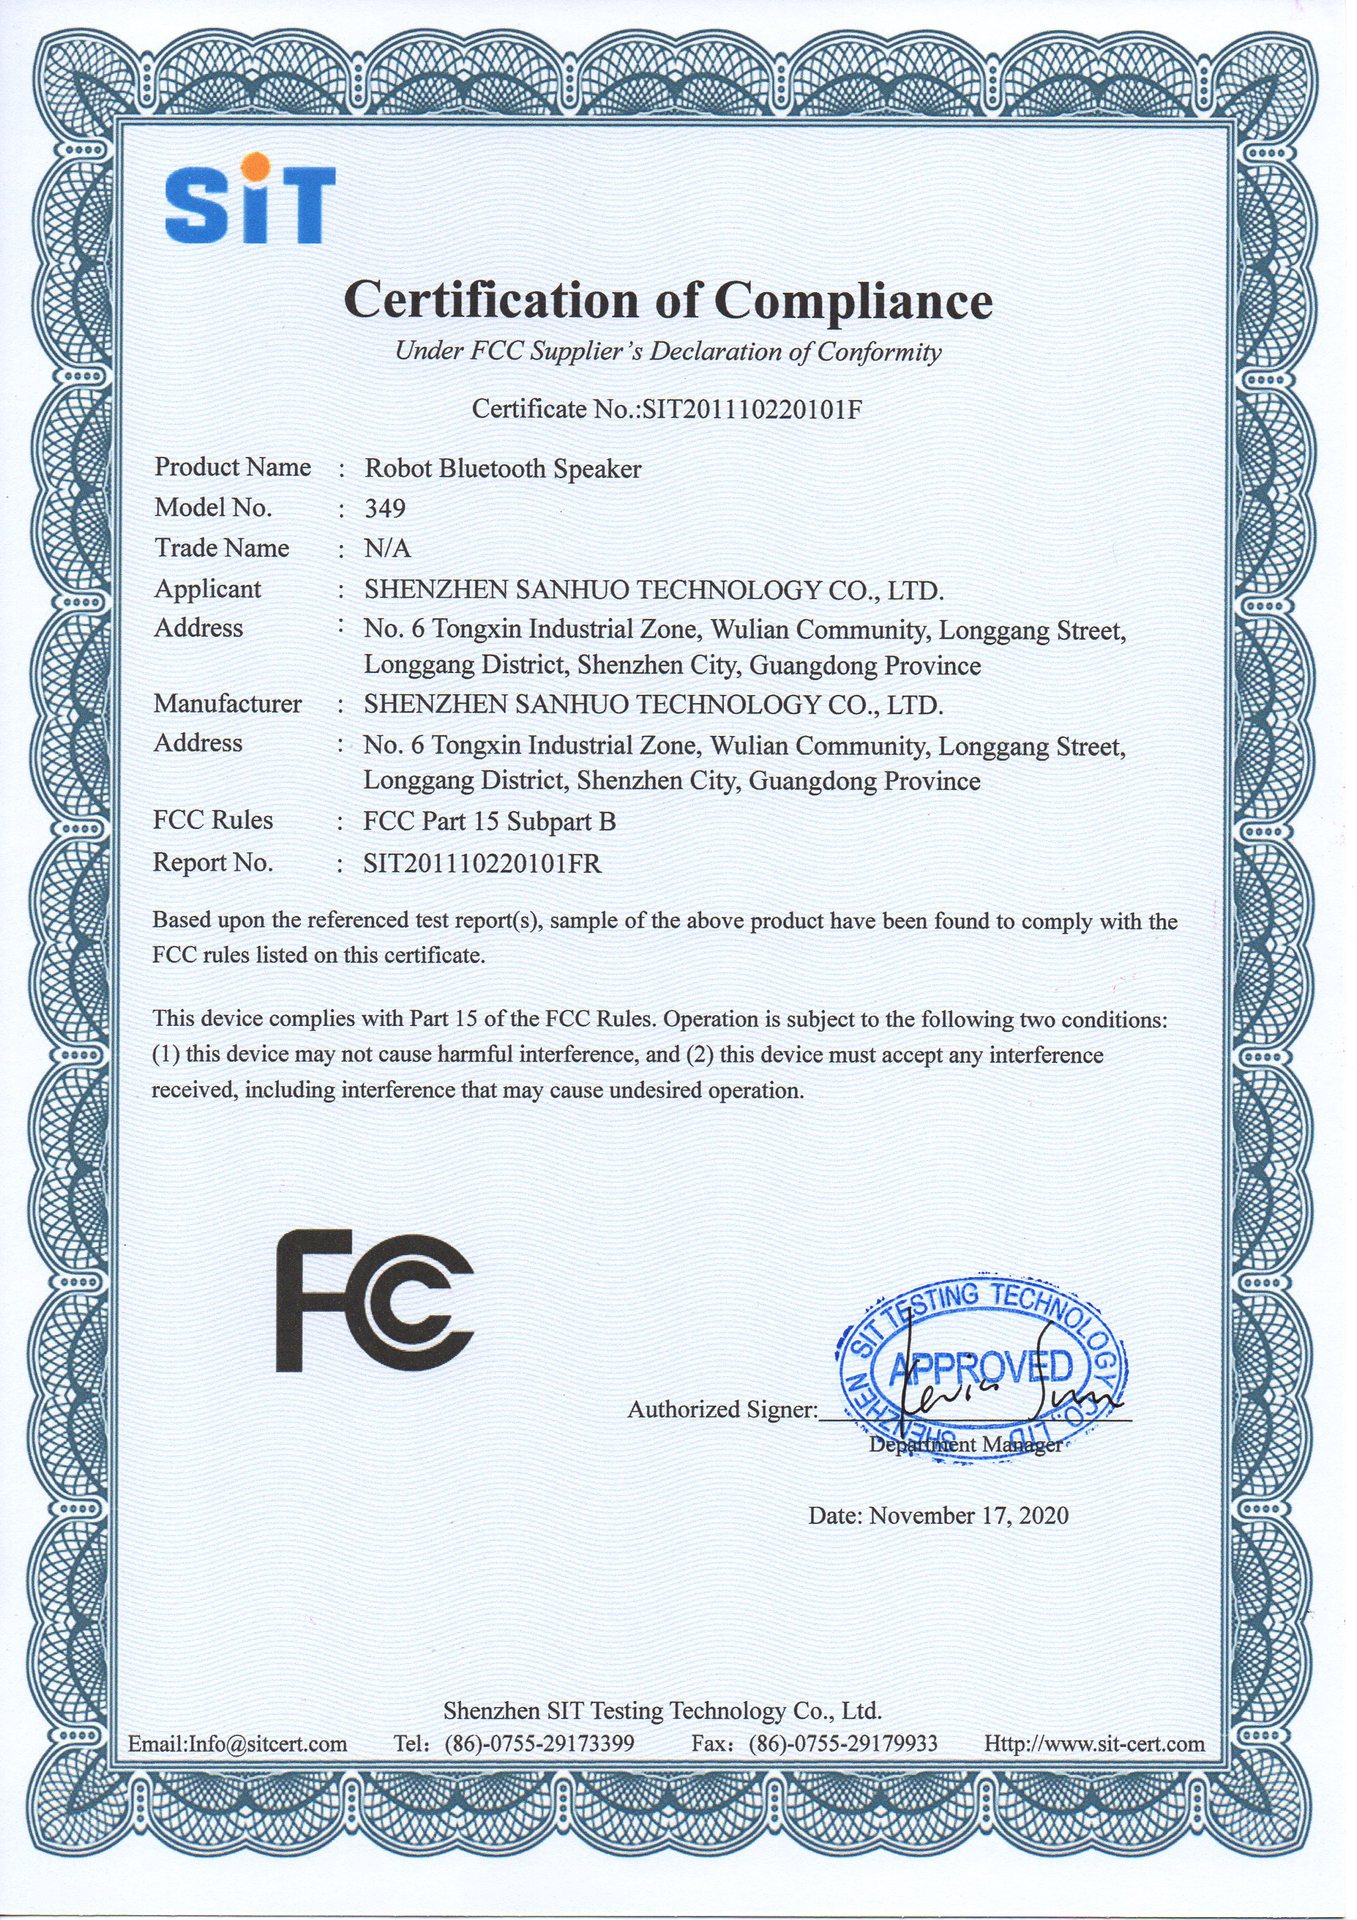 SiT
Certification of Compliance
Under FCC Supplier's Declaration of Conformity
Certificate No.:SIT201110220101F
Product Name : Robot Bluetooth Speaker
Model No. : 349
Trade Name : N/A
Applicant : SHENZHEN SANHUO TECHNOLOGY CO., LTD.
Address : No. 6 Tongxin Industrial Zone, Wulian Community, Longgang Street,
Longgang District, Shenzhen City, Guangdong Province
Manufacturer : SHENZHEN SANHUO TECHNOLOGY CO., LTD.
Address : No. 6 Tongxin Industrial Zone, Wulian Community, Longgang Street,
Longgang District, Shenzhen City, Guangdong Province
FCC Rules : FCC Part 15 Subpart B
Report No. : SIT201110220101FR
Based upon the referenced test report(s), sample of the above product have been found to comply with the
FCC rules listed on this certificate.
This device complies with Part 15 of the FCC Rules. Operation is subject to the following two conditions:
(1) this device may not cause harmful interference, and (2) this device must accept any interference
received, including interference that may cause undesired operation.
FCC
SHENZHEN SIT TESTING TECHNOLOGY CO.,LTD
APPROVED
Kevin Sun
Authorized Signer:
Department Manager
Date: November 17, 2020
Shenzhen SIT Testing Technology Co., Ltd.
Email:Info@sitcert.com Tel: (86)-0755-29173399 Fax: (86)-0755-29179933 Http://www.sit-cert.com